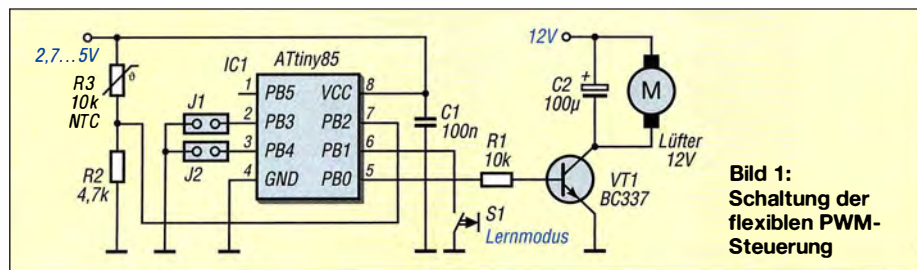 2,7...5V
R3
10k
NTC
ϑ
R2
4,7k
J1
J2
IC1
ATtiny85
1
2
3
4
PB5
PB3
PB4
GND
VCC
PB2
PB1
PB0
8
7
6
5
C1
100n
R1
10k
S1
Lernmodus
12V
+
C2
100µ
M
Lüfter
12V
VT1
BC337
Bild 1:
Schaltung der
flexiblen PWM-
Steuerung